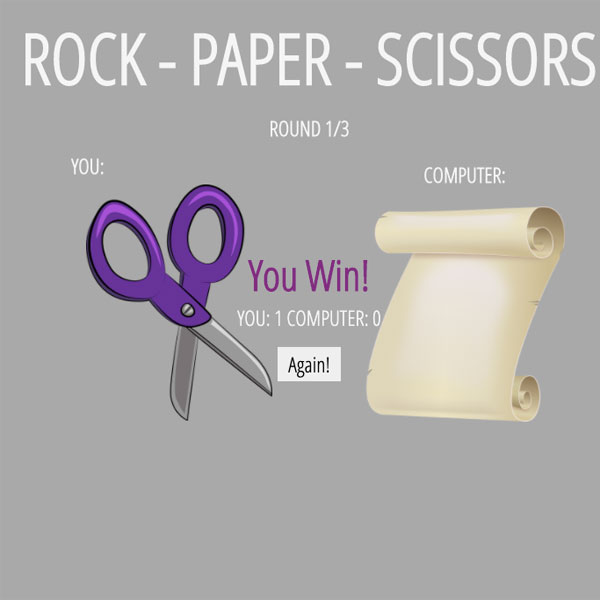 ROCK - PAPER - SCISSORS
ROUND 1/3
YOU:
COMPUTER:
You Win!
YOU: 1 COMPUTER: 0
Again!